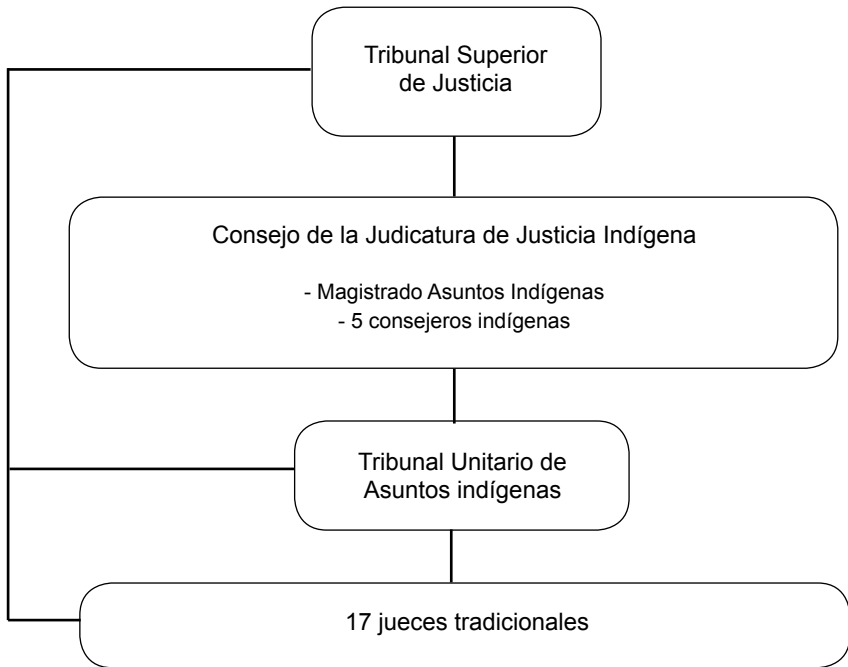 Tribunal Superior
de Justicia
Consejo de la Judicatura de Justicia Indígena
- Magistrado Asuntos Indígenas
- 5 consejeros indígenas
Tribunal Unitario de
Asuntos indígenas
17 jueces tradicionales